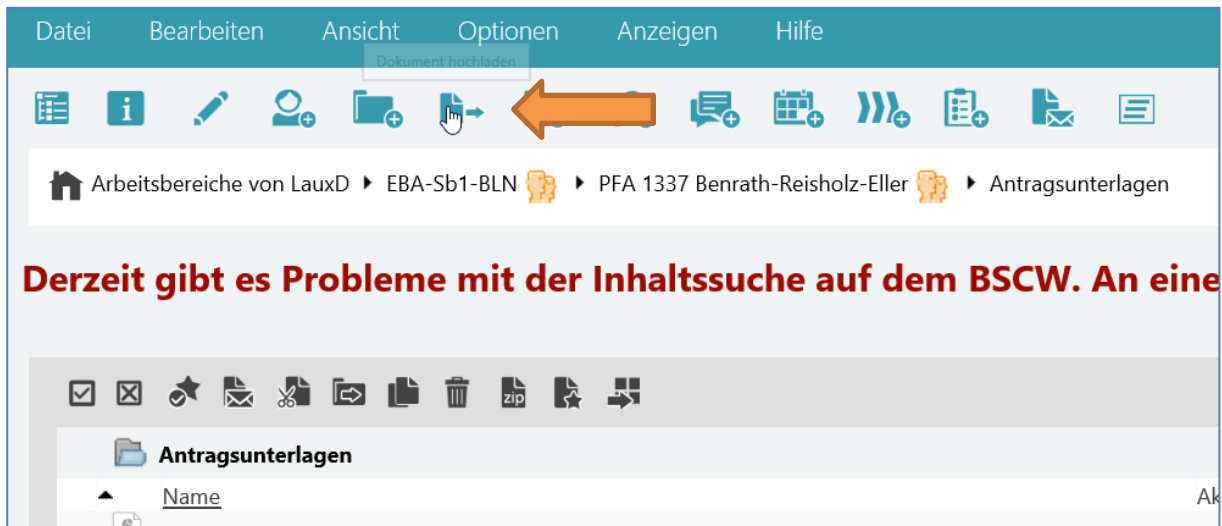 Datei Bearbeiten Ansicht Optionen Anzeigen Hilfe
Dokument hochladen
Arbeitsbereiche von LauxD EBA-Sb1-BLN PFA 1337 Benrath-Reisholz-Eller Antragsunterlagen
Derzeit gibt es Probleme mit der Inhaltssuche auf dem BSCW. An eine
zip
Antragsunterlagen
Name Ak